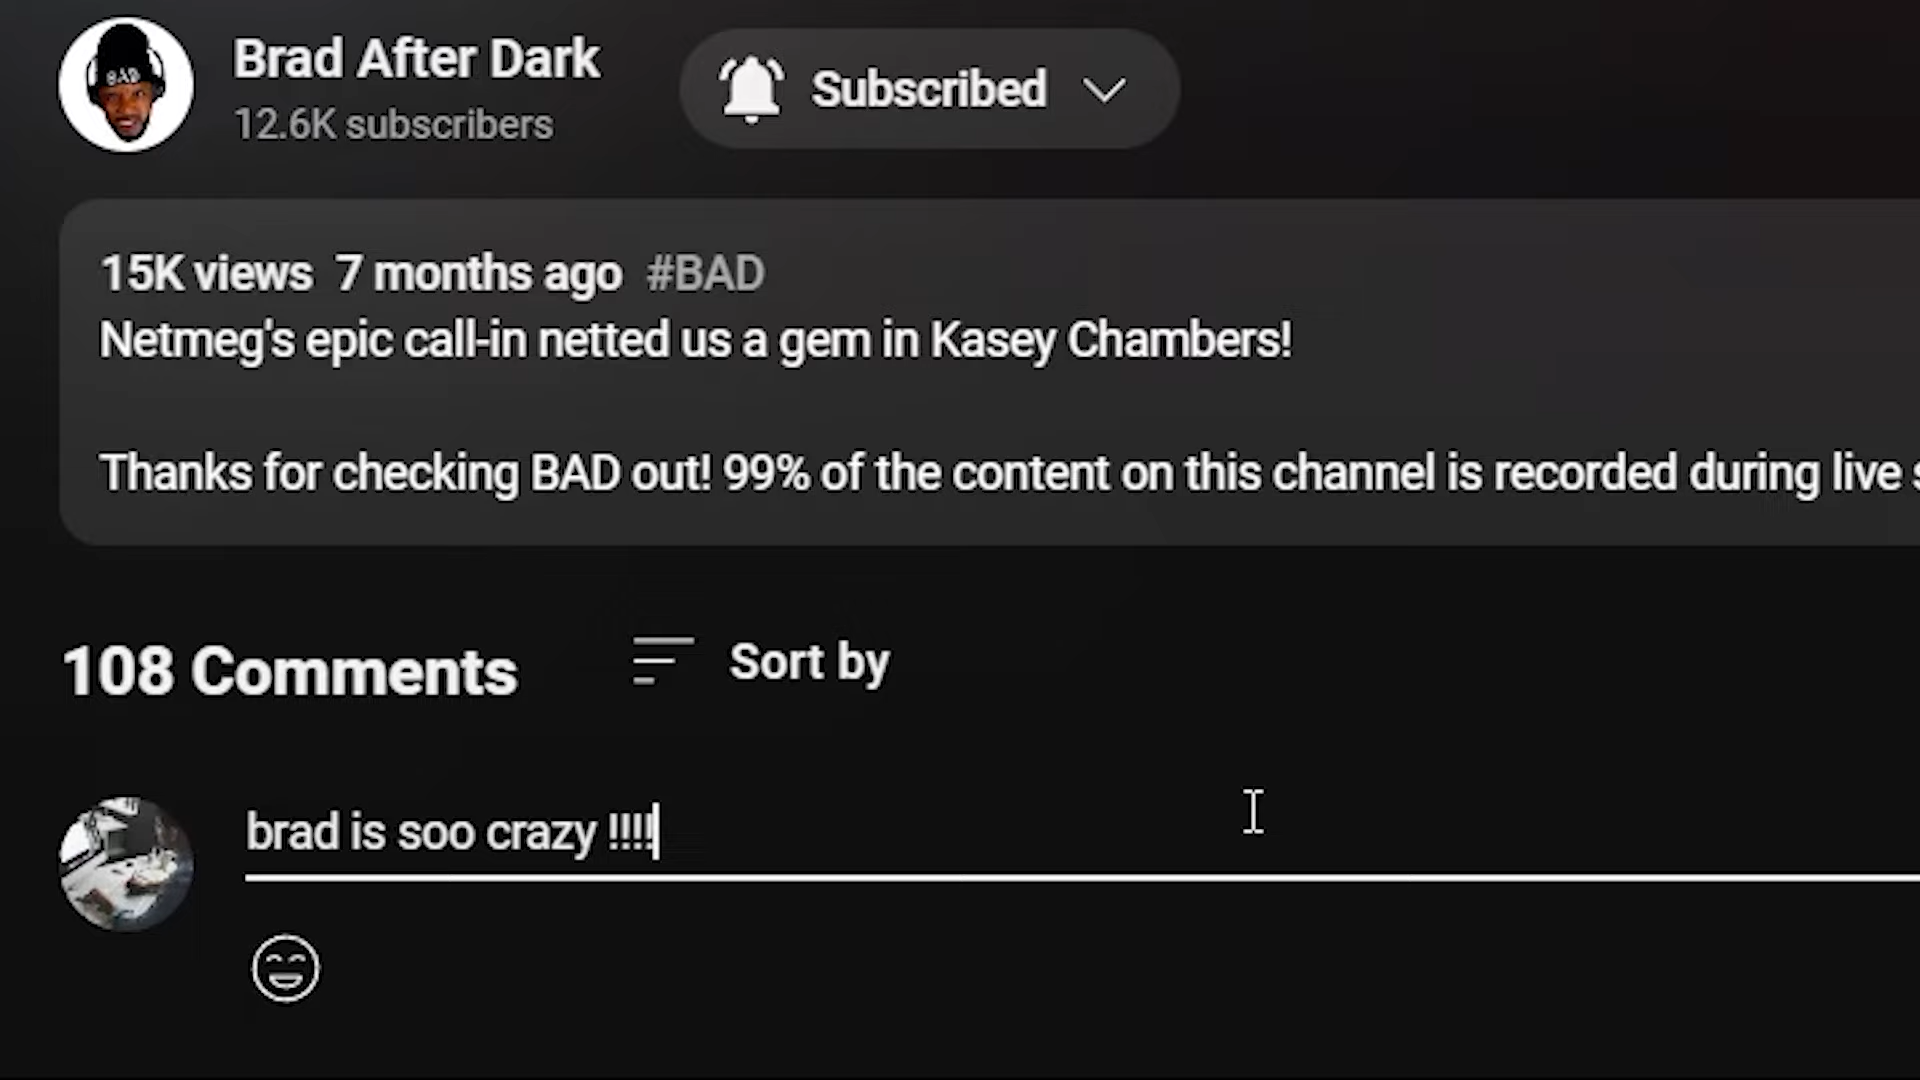 BAD
Brad After Dark
12.6K subscribers
Subscribed
15K views 7 months ago #BAD
Netmeg's epic call-in netted us a gem in Kasey Chambers!
Thanks for checking BAD out! 99% of the content on this channel is recorded during live
108 Comments
Sort by
brad is soo crazy !!!!